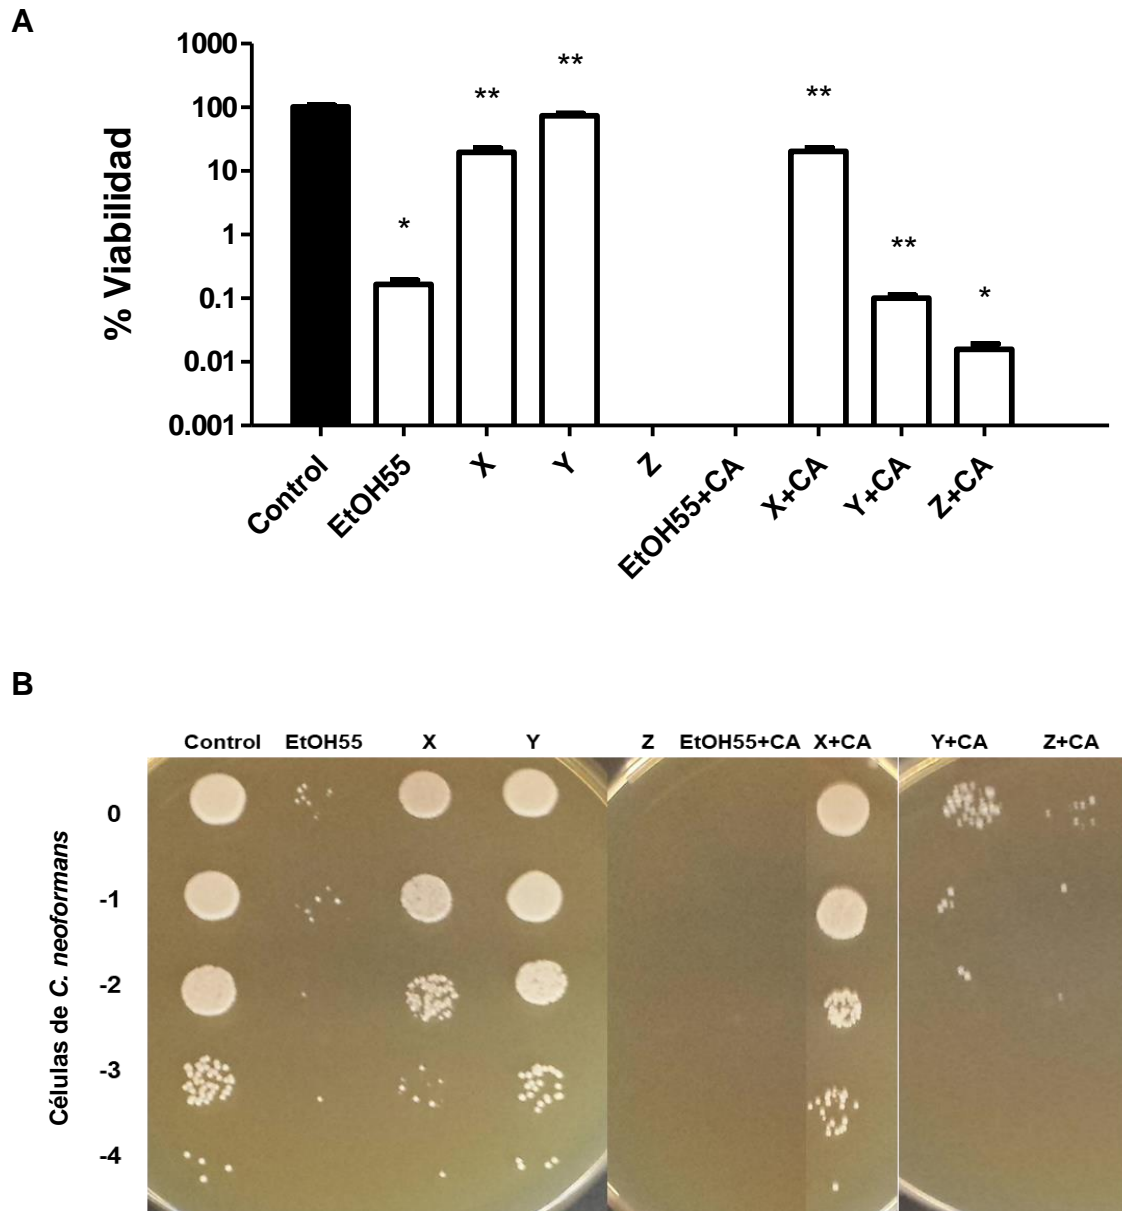 A
1000
100
10
1
0.1
0.01
0.001
% Viabilidad
*
**
**
**
**
*
Control
EtOH55
X
Y
Z
EtOH55+CA
X+CA
Y+CA
Z+CA
B
Control EtOH55 X Y Z EtOH55+CA X+CA Y+CA Z+CA
Células de C. neoformans
0
-1
-2
-3
-4